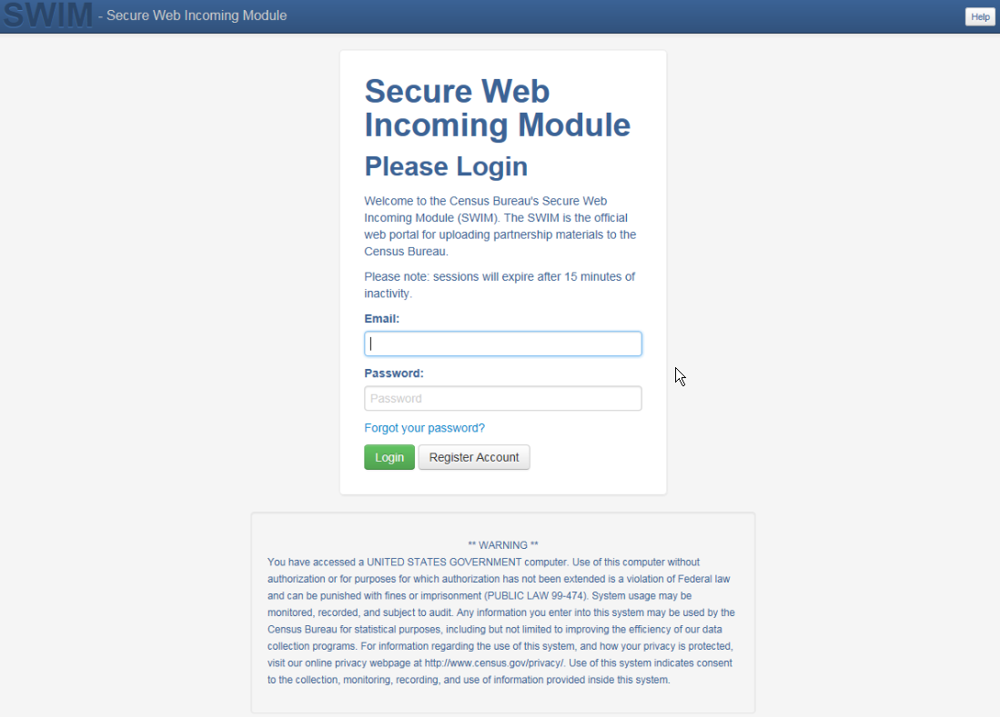 SWIM - Secure Web Incoming Module
Help
Secure Web
Incoming Module
Please Login
Welcome to the Census Bureau's Secure Web
Incoming Module (SWIM). The SWIM is the official
web portal for uploading partnership materials to the
Census Bureau.
Please note: sessions will expire after 15 minutes of
inactivity.
Email:
Password:
Password
Forgot your password?
Login
Register Account
** WARNING **
You have accessed a UNITED STATES GOVERNMENT computer. Use of this computer without
authorization or for purposes for which authorization has not been extended is a violation of Federal law
and can be punished with fines or imprisonment (PUBLIC LAW 99-474). System usage may be
monitored, recorded, and subject to audit. Any information you enter into this system may be used by the
Census Bureau for statistical purposes, including but not limited to improving the efficiency of our data
collection programs. For information regarding the use of this system, and how your privacy is protected,
visit our online privacy webpage at http://www.census.gov/privacy/. Use of this system indicates consent
to the collection, monitoring, recording, and use of information provided inside this system.